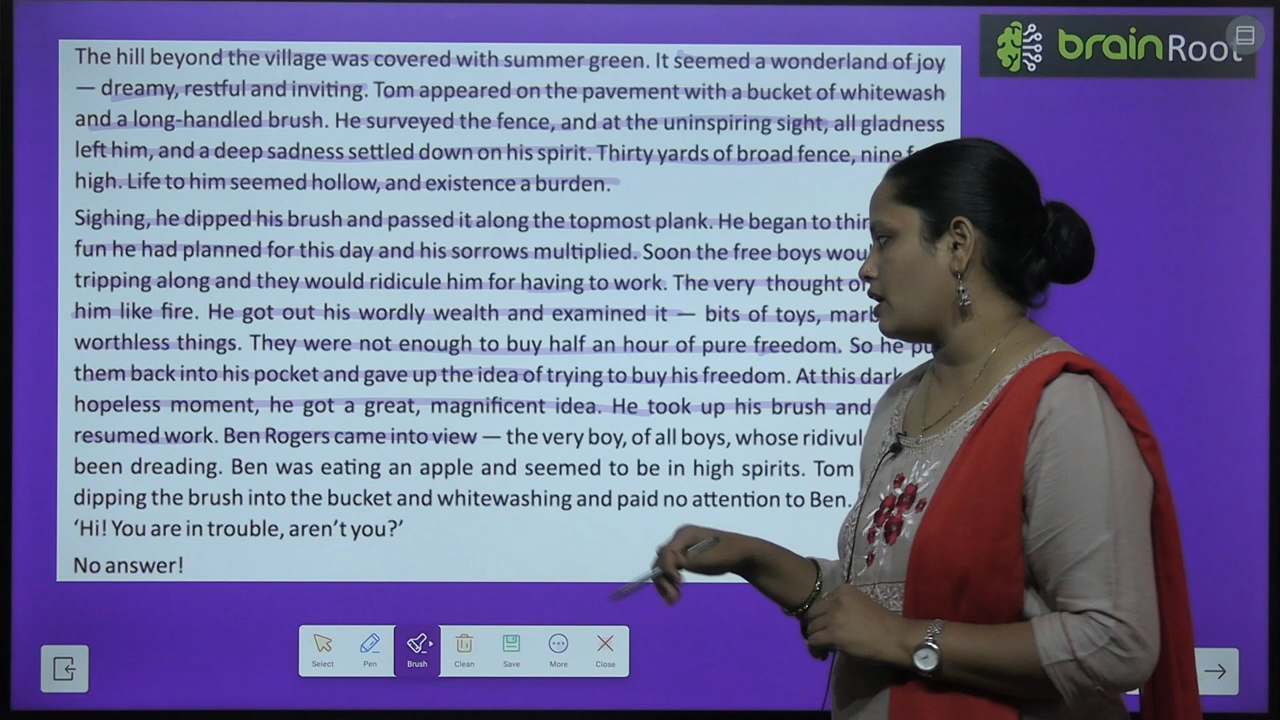 The hill beyond the village was covered with summer green. It seemed a wonderland of joy
— dreamy, restful and inviting. Tom appeared on the pavement with a bucket of whitewash
and a long-handled brush. He surveyed the fence, and at the uninspiring sight, all gladness
left him, and a deep sadness settled down on his spirit. Thirty yards of broad fence, nine
high. Life to him seemed hollow, and existence a burden.
Sighing, he dipped his brush and passed it along the topmost plank. He began to
fun he had planned for this day and his sorrows multiplied. Soon the free boys
tripping along and they would ridicule him for having to work. The very thought
him like fire. He got out his wordly wealth and examined it — bits of toys,
worthless things. They were not enough to buy half an hour of pure freedom. So he
them back into his pocket and gave up the idea of trying to buy his freedom. At this dark
hopeless moment, he got a great, magnificent idea. He took up his brush and
resumed work. Ben Rogers came into view — the very boy, of all boys, whose
been dreading. Ben was eating an apple and seemed to be in high spirits. Tom
dipping the brush into the bucket and whitewashing and paid no attention to Ben.
‘Hi! You are in trouble, aren’t you?’
No answer!
brainRoot
Select Pen Brush Clean Save More Close